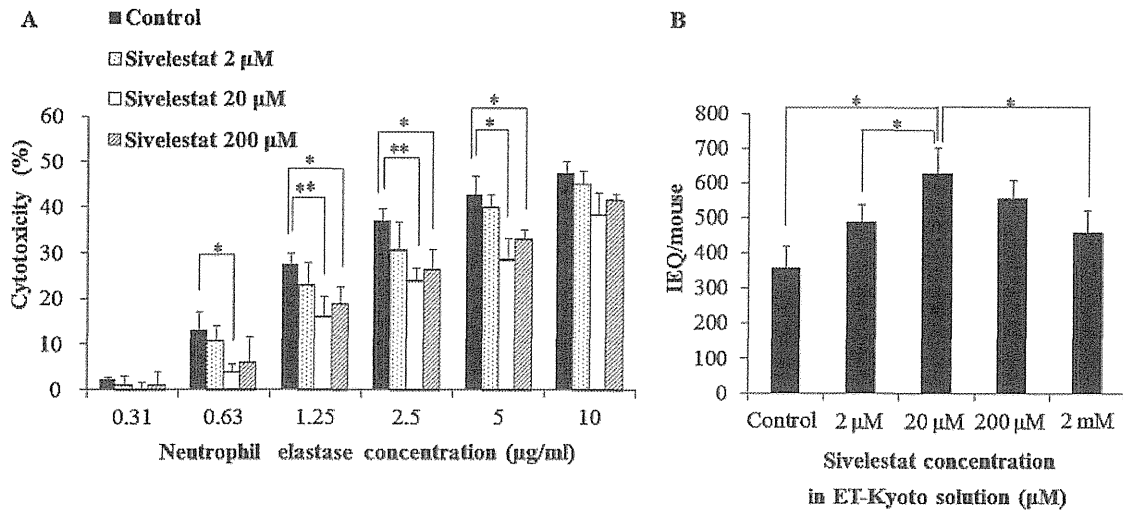 A
Control
Sivelestat 2 μM
Sivelestat 20 μM
Sivelestat 200 μM
Cytotoxicity (%)
60
50
40
30
20
10
0
*
**
*
**
*
*
*
0.31
0.63
1.25
2.5
5
10
Neutrophil elastase concentration (μg/ml)
B
IEQ/mouse
800
700
600
500
400
300
200
100
0
*
*
*
Control
2 μM
20 μM
200 μM
2 mM
Sivelestat concentration
in ET-Kyoto solution (μM)